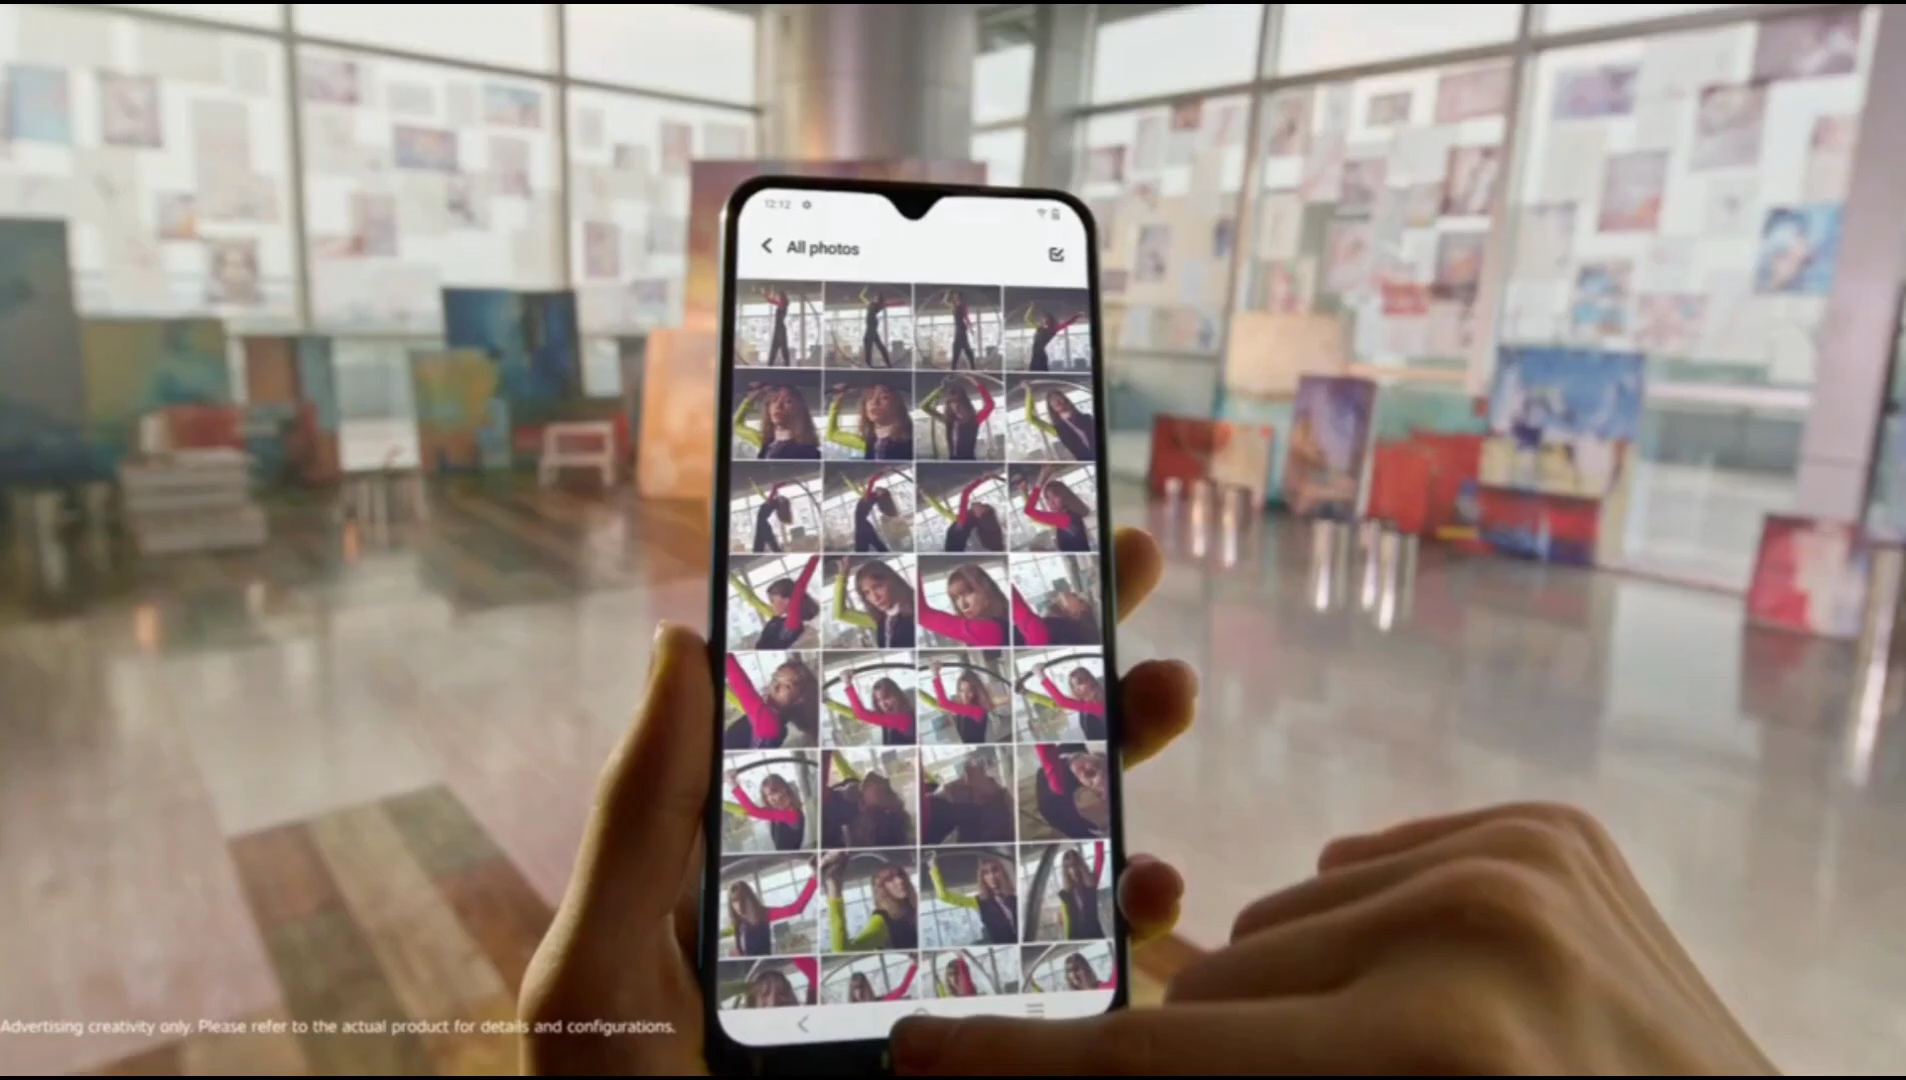 12:12
All photos
Advertising creativity only. Please refer to the actual product for details and configurations.